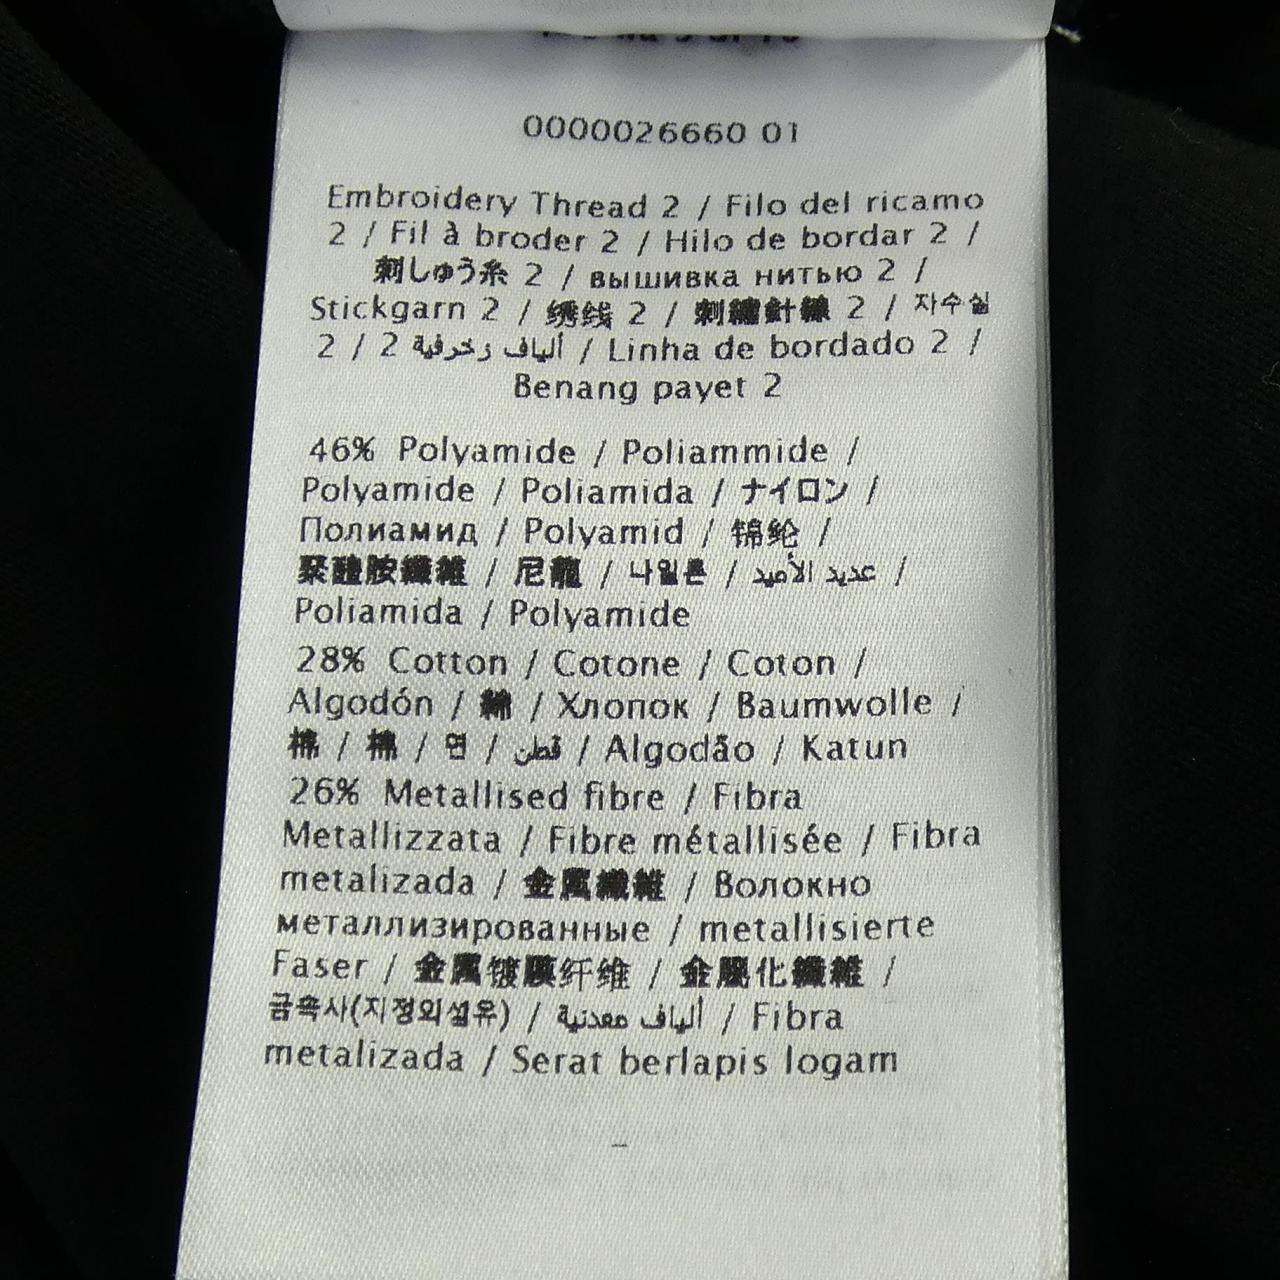 0000026660 01
Embroidery Thread 2 / Filo del ricamo
2 / Fil à broder 2 / Hilo de bordar 2 /
刺しゅう糸 2 / вышивка нитью 2 /
Stickgarn 2 / 绣线 2 / 刺繡針線 2 / 자수실
2 / 2 ألياف زخرفية / Linha de bordado 2 /
Benang payet 2
46% Polyamide / Poliammide /
Polyamide / Poliamida / ナイロン /
Полиамид / Polyamid / 锦纶 /
聚醯胺纖維 / 尼龍 / 나일론 / عديد الأميد /
Poliamida / Polyamide
28% Cotton / Cotone / Coton /
Algodón / 綿 / Хлопок / Baumwolle /
棉 / 棉 / 면 / قطن / Algodão / Katun
26% Metallised fibre / Fibra
Metallizzata / Fibre métallisée / Fibra
metalizada / 金属繊維 / Волокно
металлизированные / metallisierte
Faser / 金属镀膜纤维 / 金屬化纖維 /
금속사(지정외섬유) / ألياف معدنية / Fibra
metalizada / Serat berlapis logam